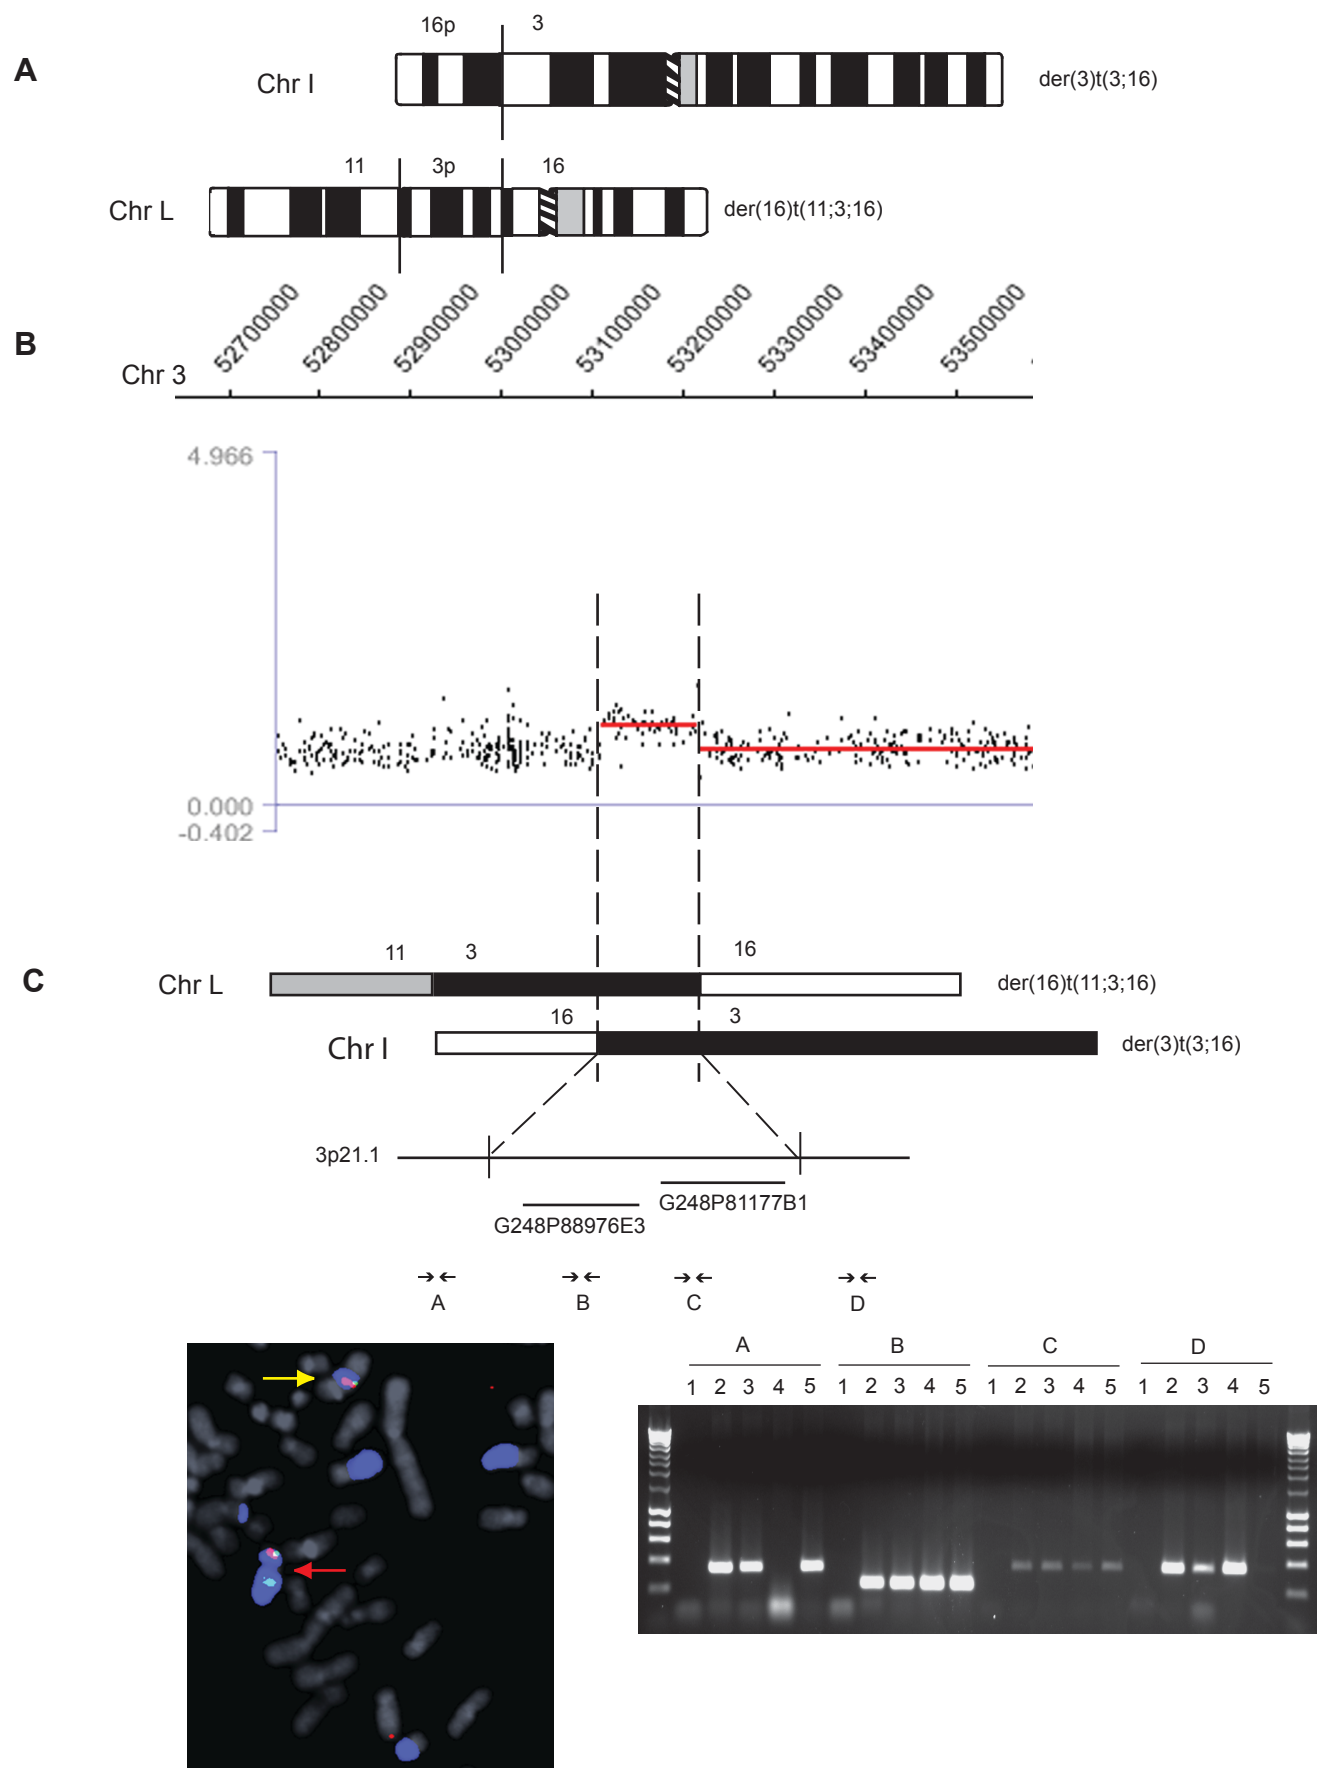 16p 3
A
Chr I
der(3)t(3;16)
11 3p 16
Chr L
der(16)t(11;3;16)
B
Chr 3
52700000 52800000 52900000 53000000 53100000 53200000 53300000 53400000 53500000
4.966
0.000
-0.402
11 3 16
C
Chr L
der(16)t(11;3;16)
16 3
Chr I
der(3)t(3;16)
3p21.1
G248P81177B1
G248P88976E3
A B C D
A B C D
1 2 3 4 5 1 2 3 4 5 1 2 3 4 5 1 2 3 4 5